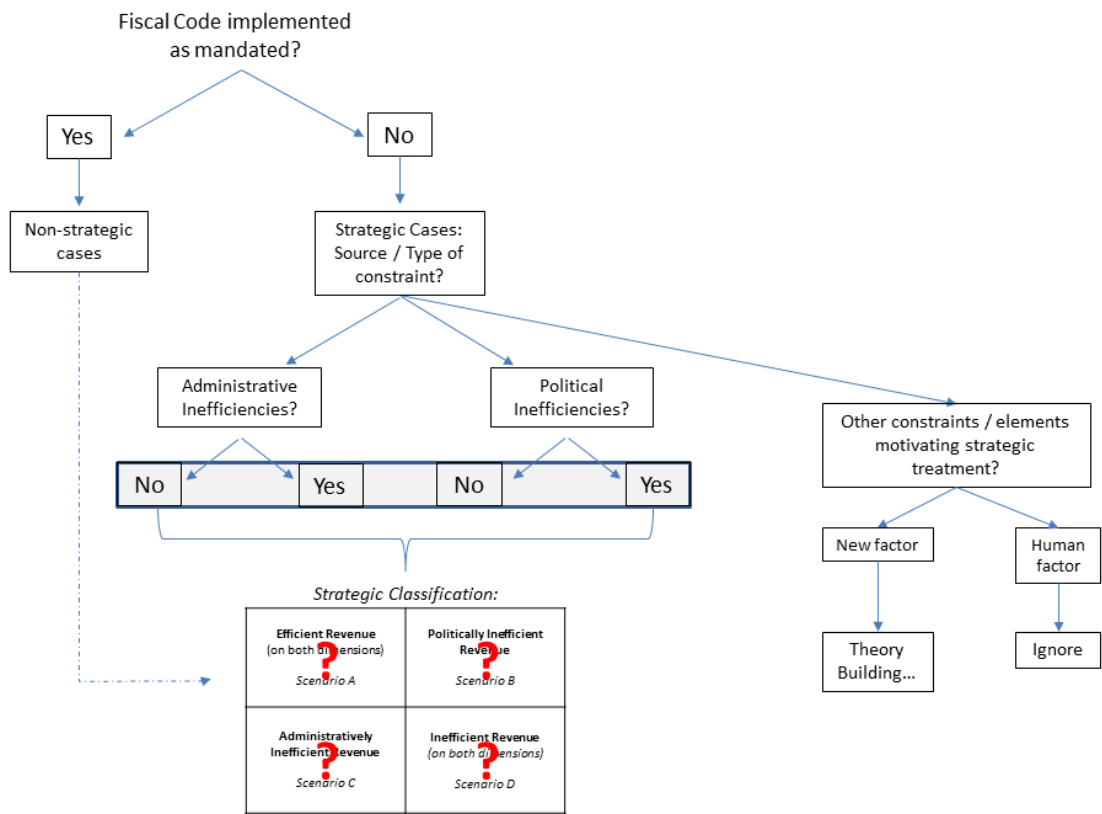 Fiscal Code implemented
as mandated?
Yes
No
Non-strategic
cases
Strategic Cases:
Source / Type of
constraint?
Administrative
Inefficiencies?
Political
Inefficiencies?
Other constraints / elements
motivating strategic
treatment?
No
Yes
No
Yes
New factor
Human
factor
Theory
Building...
Ignore
Strategic Classification:
Efficient Revenue
(on both dimensions)
?
Scenario A
Politically Inefficient
Revenue
?
Scenario B
Administratively
Inefficient Revenue
?
Scenario C
Inefficient Revenue
(on both dimensions)
?
Scenario D